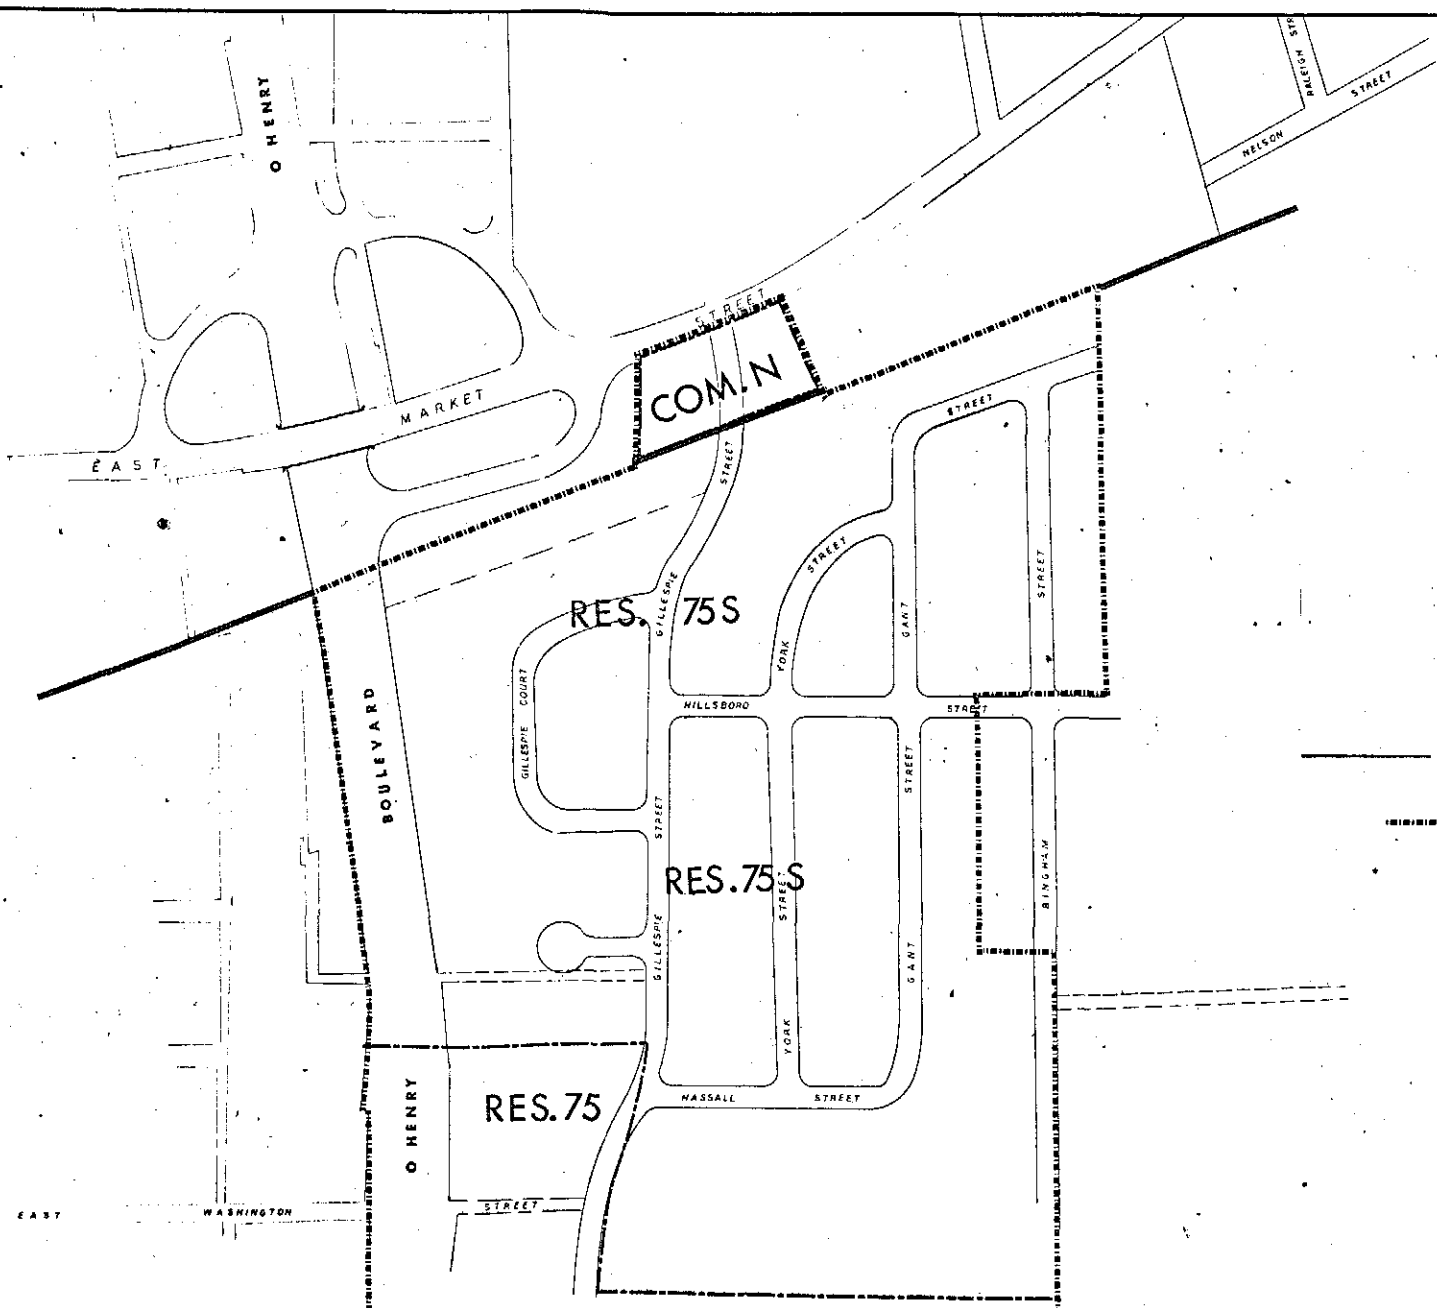 O HENRY
RALEIGH STR
STREET
NELSON
STREET
COM.N
MARKET
STREET
EAST
STREET
STREET
STREET
GILLESPIE
RES. 75S
GANT
YORK
GILLESPIE COURT
HILLSBORO
STREET
BOULEVARD
STREET
STREET
BINGHAM
RES.75S
STREET
GILLESPIE
GANT
YORK
O HENRY
RES.75
HASSALL
STREET
EAST
WASHINGTON
STREET